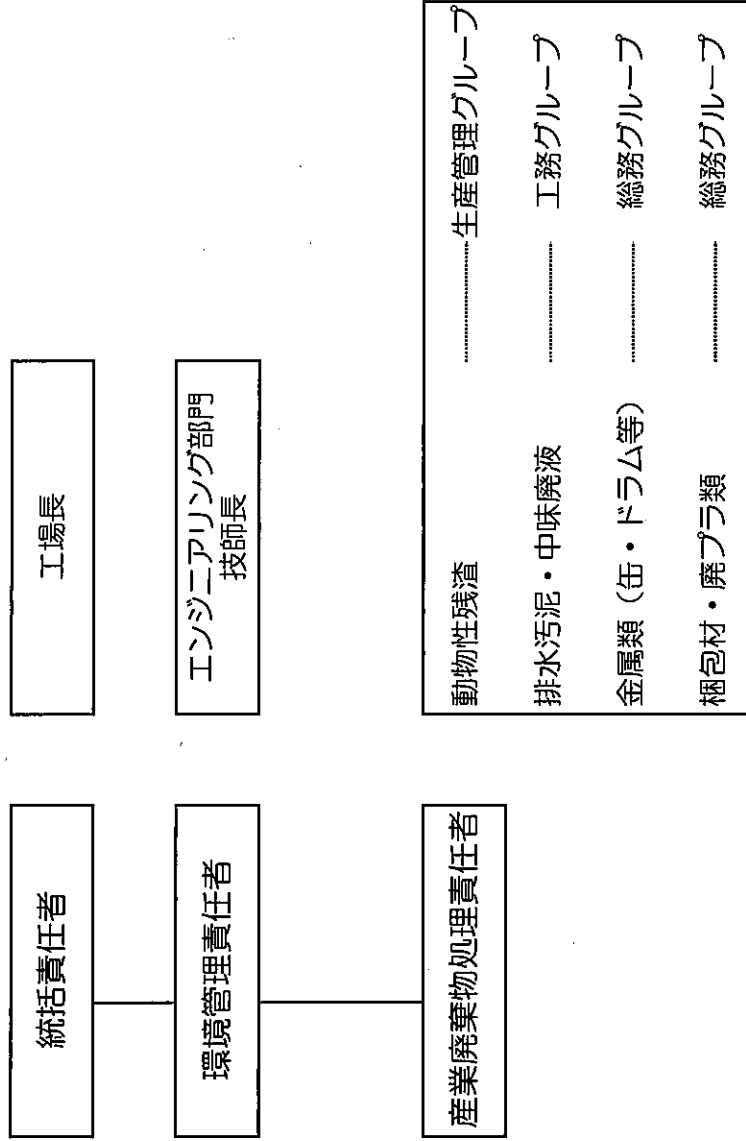 統括責任者
工場長
環境管理責任者
エンジニアリング部門
技師長
産業廃棄物処理責任者
動物性残渣 ………… 生産管理グループ
排水汚泥・中味廃液 ………… 工務グループ
金属類（缶・ドラム等） ………… 総務グループ
梱包材・廃プラ類 ………… 総務グループ